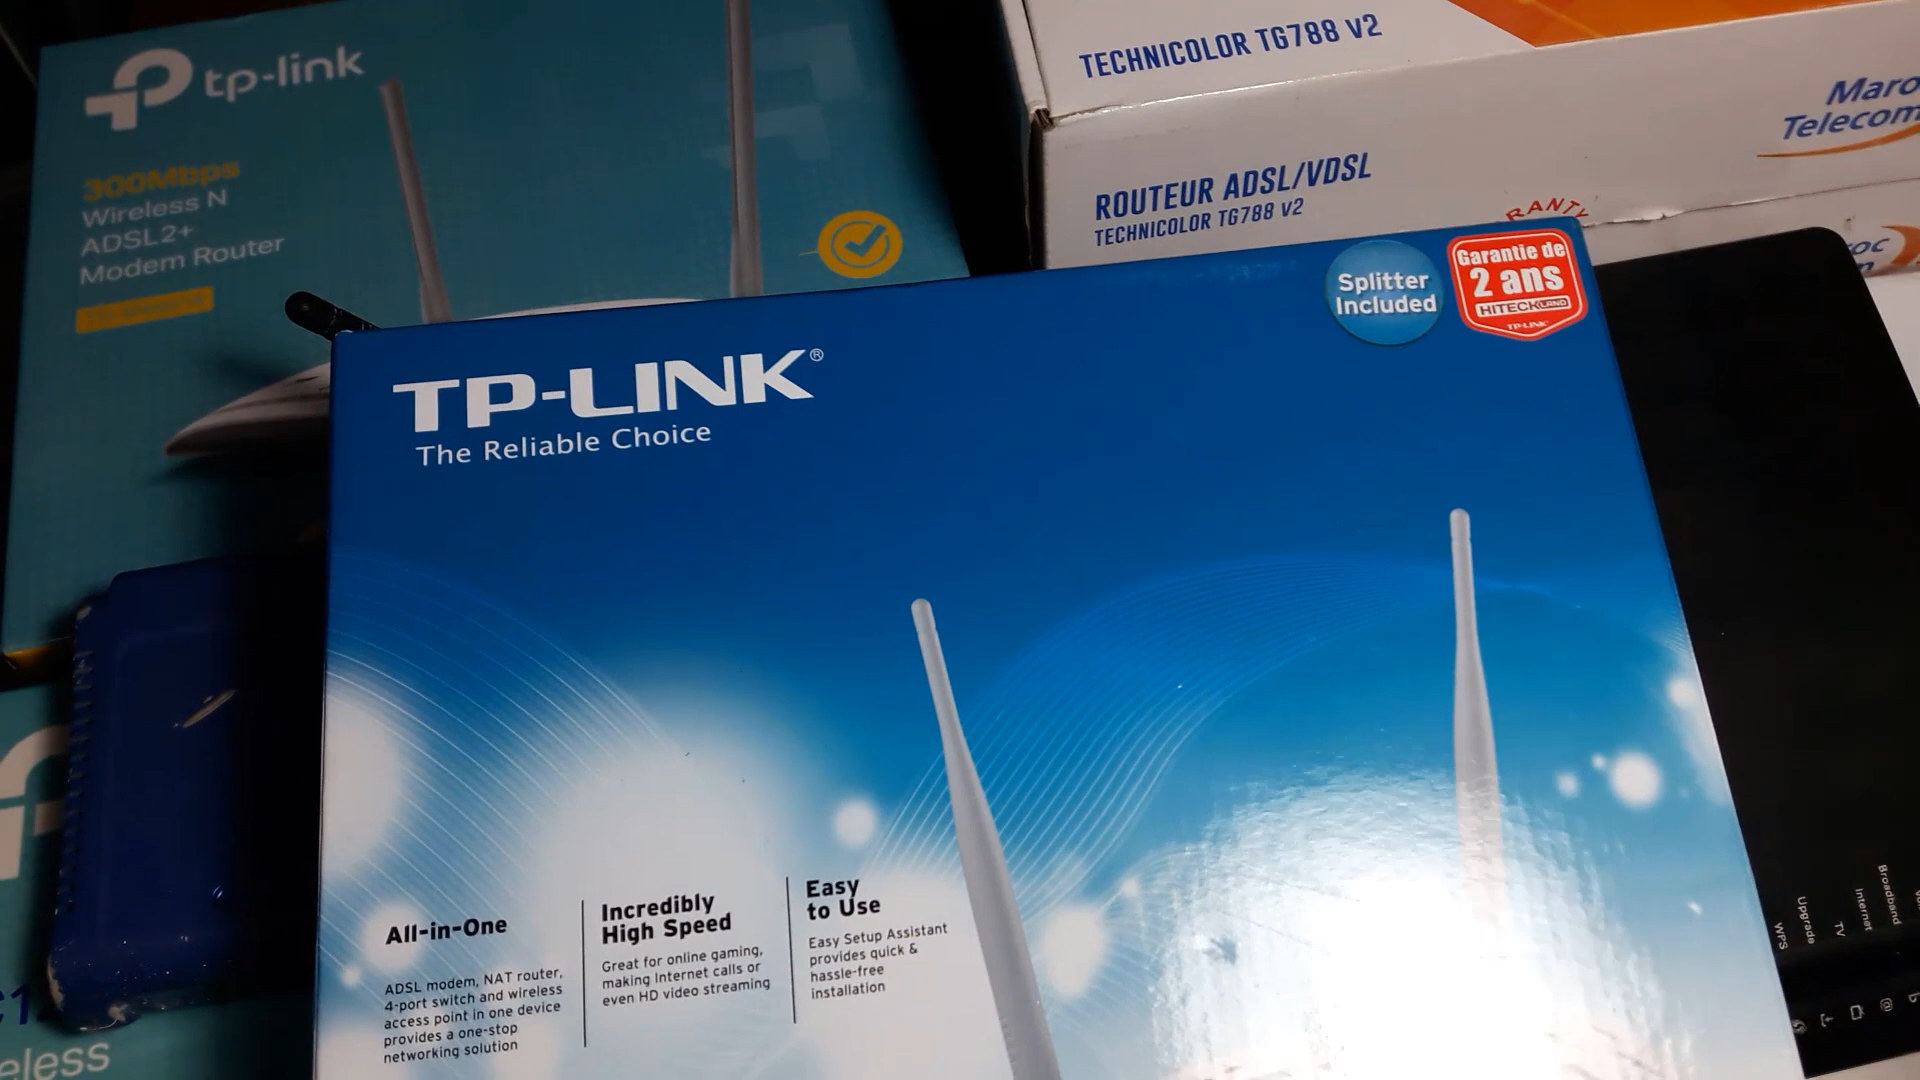 tp-link
300Mbps
Wireless N
ADSL2+
Modem Router
TECHNICOLOR TG788 V2
Maroc
Telecom
ROUTEUR ADSL/VDSL
TECHNICOLOR TG788 V2
TP-LINK®
The Reliable Choice
Splitter
Included
Garantie de
2 ans
HITECKLAND
TP-LINK
All-in-One
ADSL modem, NAT router,
4-port switch and wireless
access point in one device
provides a one-stop
networking solution
Incredibly
High Speed
Great for online gaming,
making Internet calls or
even HD video streaming
Easy
to Use
Easy Setup Assistant
provides quick &
hassle-free
installation
WPS
Upgrade
TV
Internet
Broadband